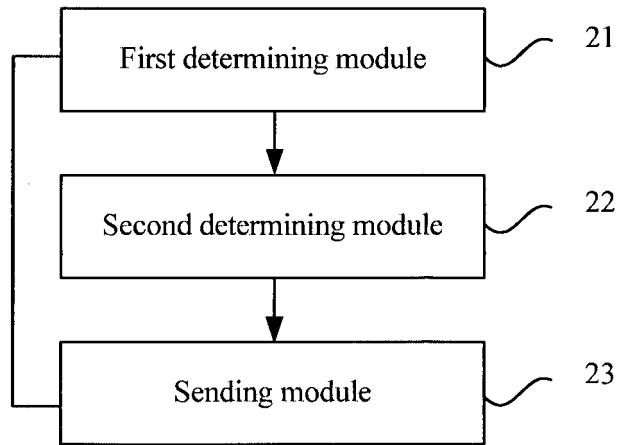 First determining module
21
Second determining module
22
Sending module
23